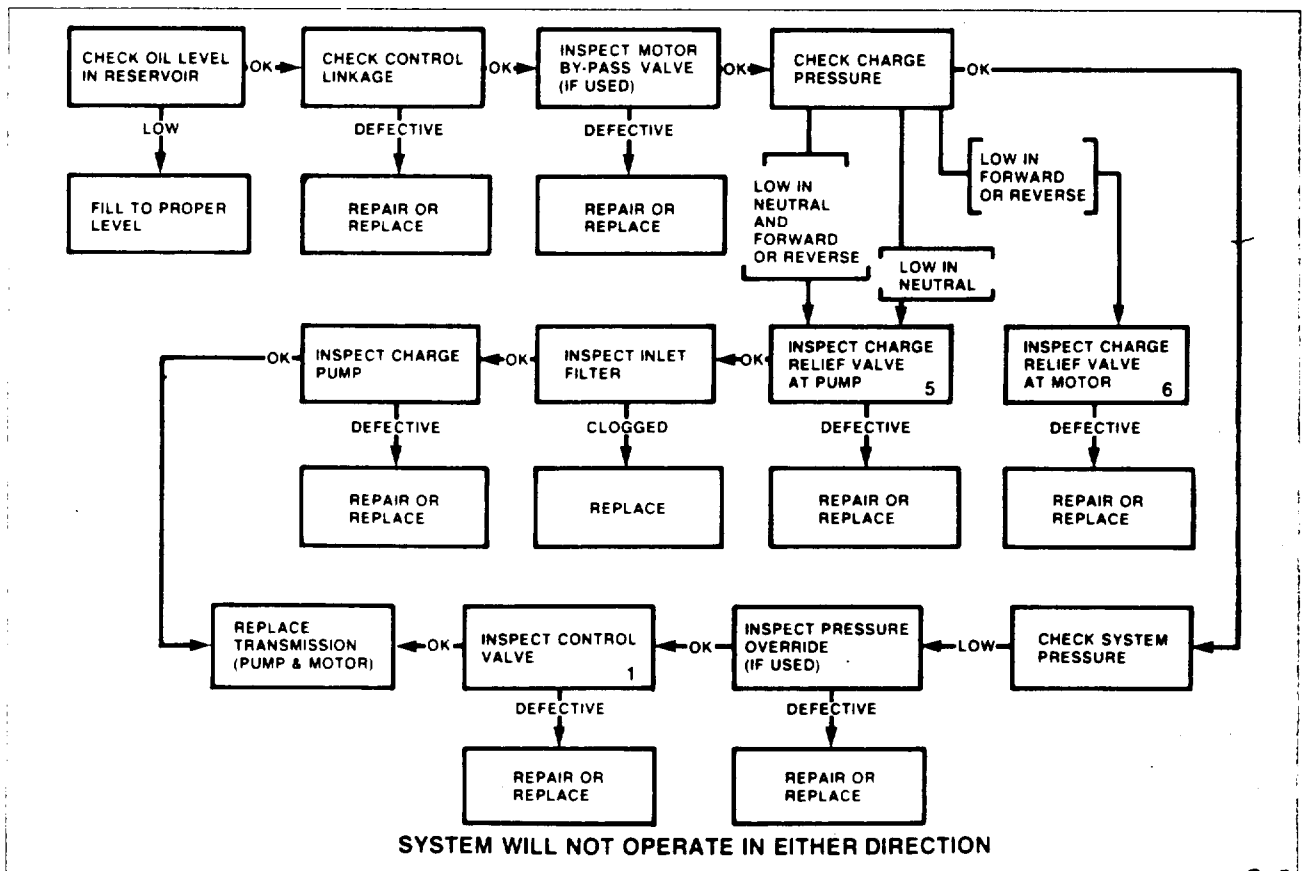 CHECK OIL LEVEL
IN RESERVOIR
OK
CHECK CONTROL
LINKAGE
OK
INSPECT MOTOR
BY-PASS VALVE
(IF USED)
OK
CHECK CHARGE
PRESSURE
OK
LOW
DEFECTIVE
DEFECTIVE
LOW IN
NEUTRAL
AND
FORWARD
OR REVERSE
LOW IN
NEUTRAL
LOW IN
FORWARD
OR REVERSE
FILL TO PROPER
LEVEL
REPAIR OR
REPLACE
REPAIR OR
REPLACE
OK
INSPECT CHARGE
PUMP
OK
INSPECT INLET
FILTER
OK
INSPECT CHARGE
RELIEF VALVE
AT PUMP
5
INSPECT CHARGE
RELIEF VALVE
AT MOTOR
6
DEFECTIVE
CLOGGED
DEFECTIVE
DEFECTIVE
REPAIR OR
REPLACE
REPLACE
REPAIR OR
REPLACE
REPAIR OR
REPLACE
REPLACE
TRANSMISSION
(PUMP & MOTOR)
OK
INSPECT CONTROL
VALVE
1
OK
INSPECT PRESSURE
OVERRIDE
(IF USED)
LOW
CHECK SYSTEM
PRESSURE
DEFECTIVE
DEFECTIVE
REPAIR OR
REPLACE
REPAIR OR
REPLACE
SYSTEM WILL NOT OPERATE IN EITHER DIRECTION